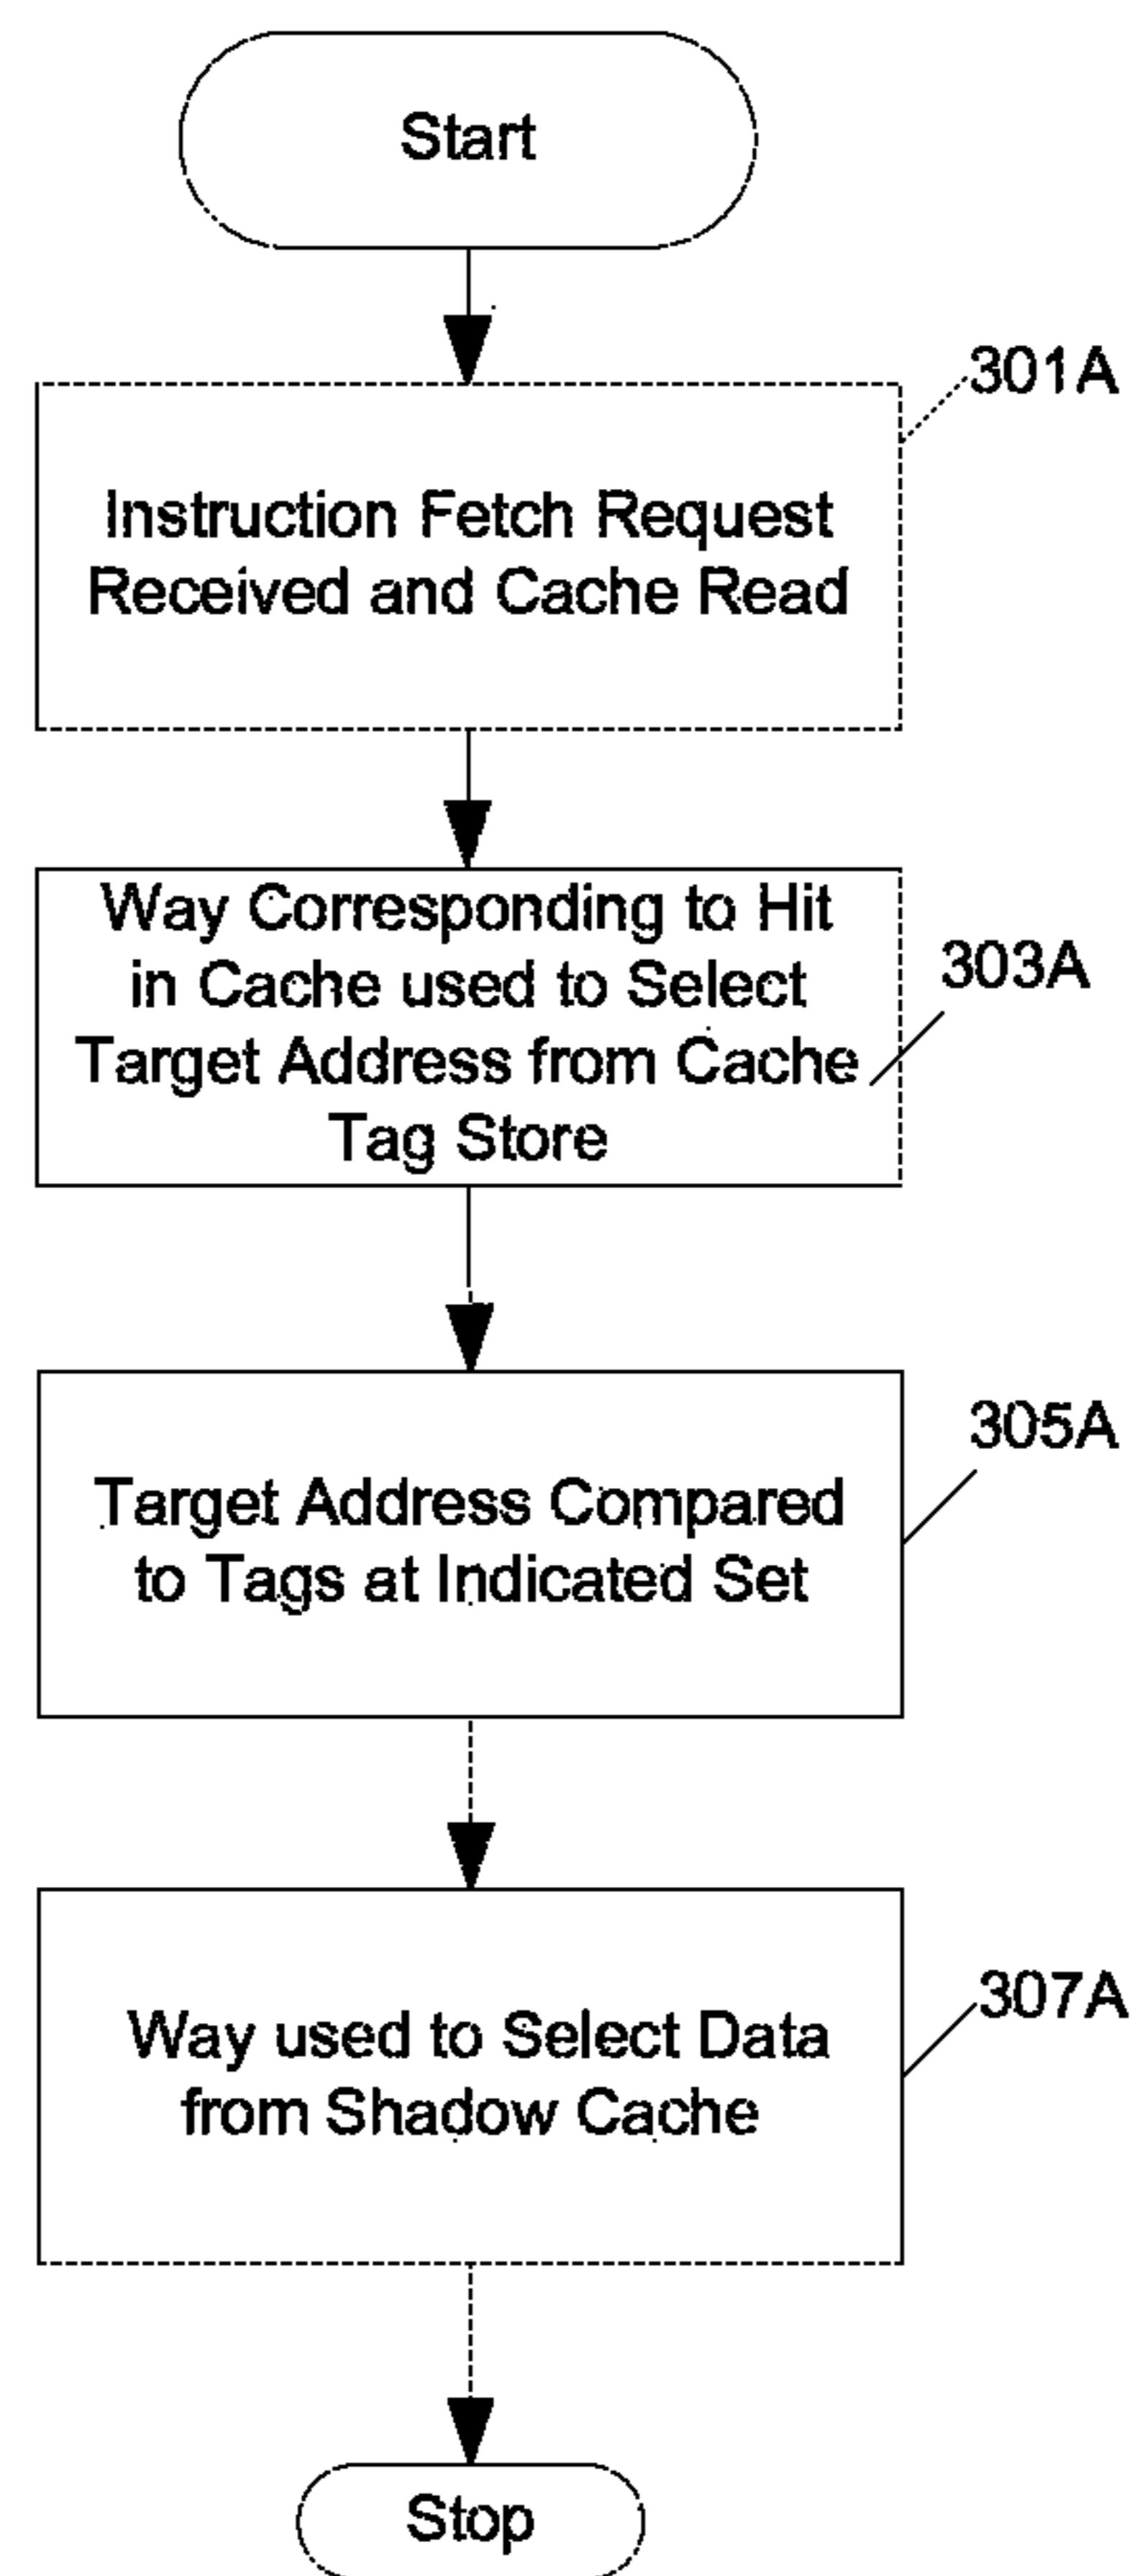 Start
301A
Instruction Fetch Request
Received and Cache Read
Way Corresponding to Hit
in Cache used to Select
303A
Target Address from Cache
Tag Store
305A
Target Address Compared
to Tags at Indicated Set
307A
Way used to Select Data
from Shadow Cache
Stop